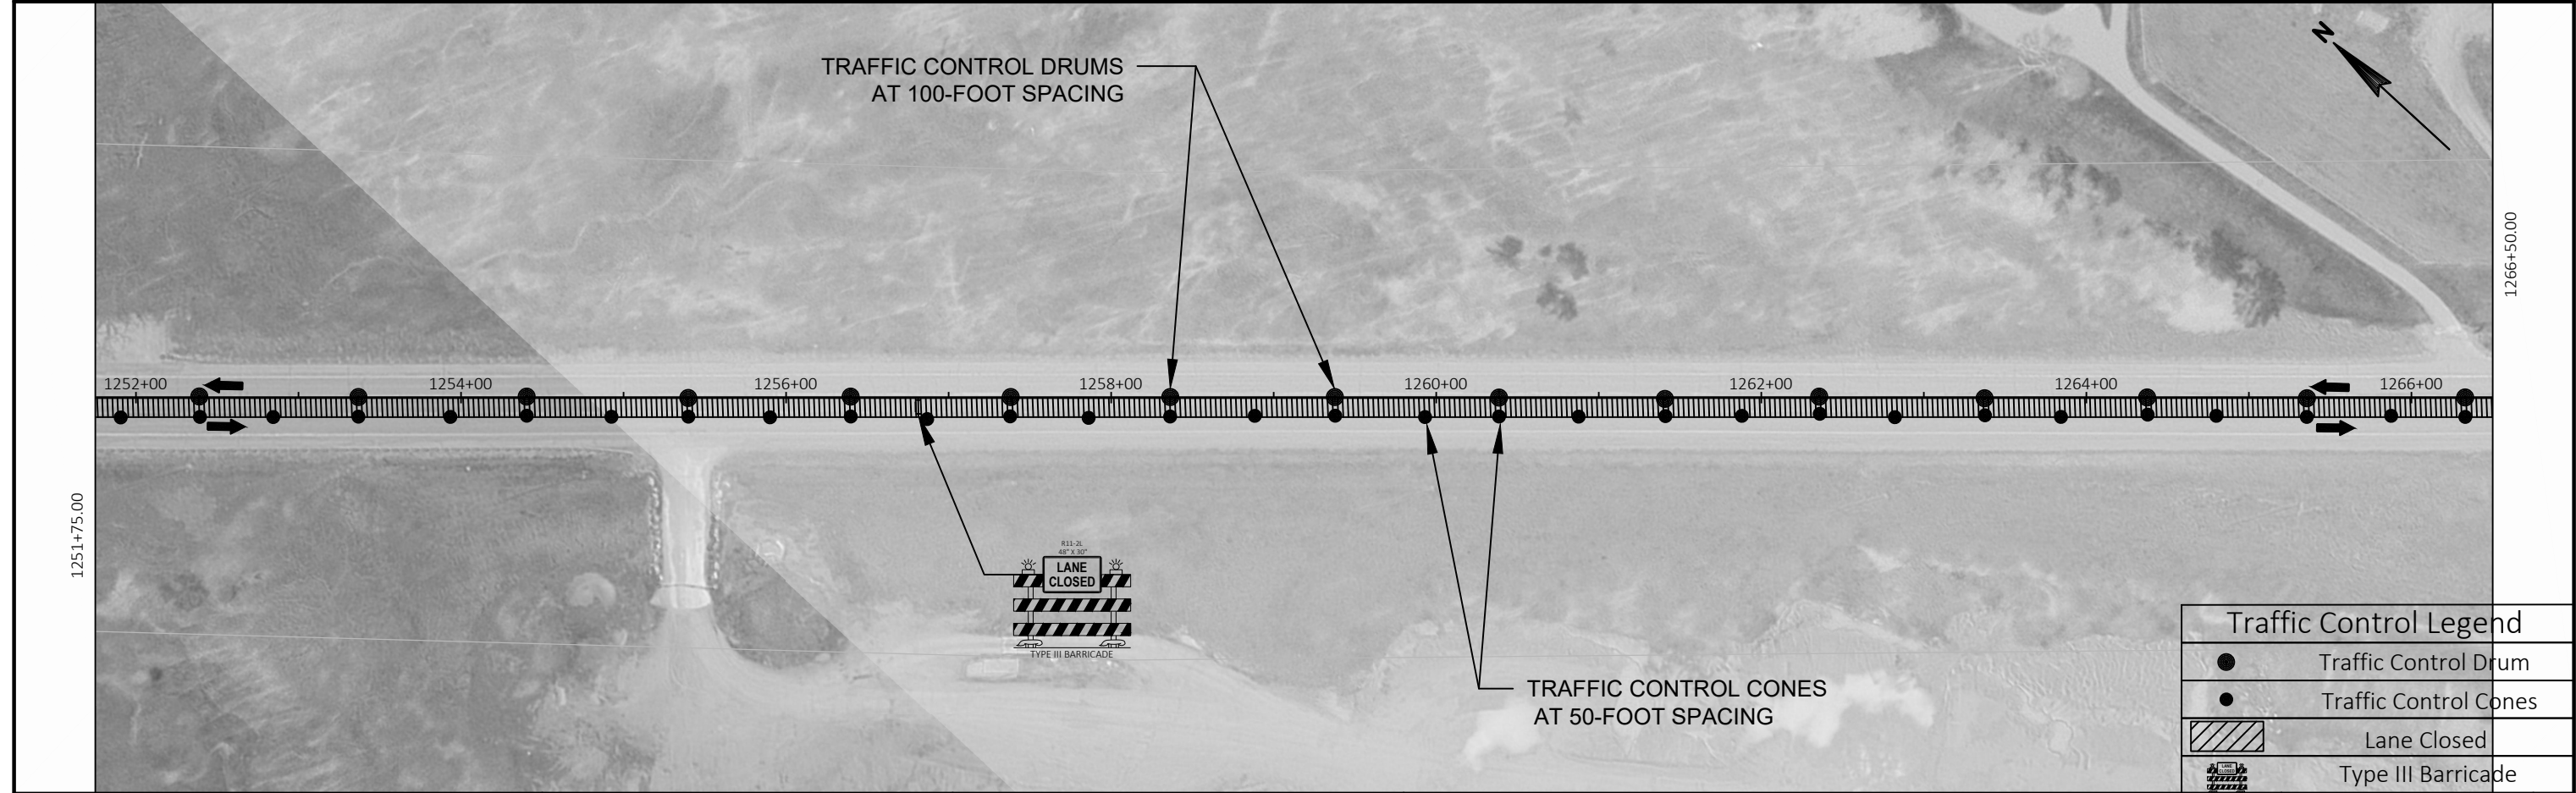 TRAFFIC CONTROL DRUMS
AT 100-FOOT SPACING
N
1266+50.00
1252+00
1254+00
1256+00
1258+00
1260+00
1262+00
1264+00
1266+00
1251+75.00
R11-2L
48" X 30"
LANE
CLOSED
TYPE III BARRICADE
TRAFFIC CONTROL CONES
AT 50-FOOT SPACING
Traffic Control Legend
Traffic Control Drum
Traffic Control Cones
Lane Closed
LANE
CLOSED
Type III Barricade